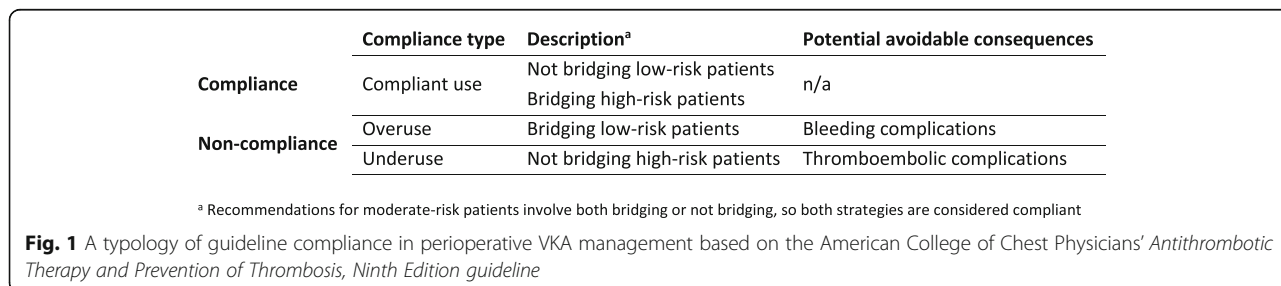 Compliance type Descriptionᵃ Potential avoidable consequences
Compliance Compliant use Not bridging low-risk patients n/a
Bridging high-risk patients
Non-compliance Overuse Bridging low-risk patients Bleeding complications
Underuse Not bridging high-risk patients Thromboembolic complications
ᵃ Recommendations for moderate-risk patients involve both bridging or not bridging, so both strategies are considered compliant
Fig. 1 A typology of guideline compliance in perioperative VKA management based on the American College of Chest Physicians’ Antithrombotic
Therapy and Prevention of Thrombosis, Ninth Edition guideline